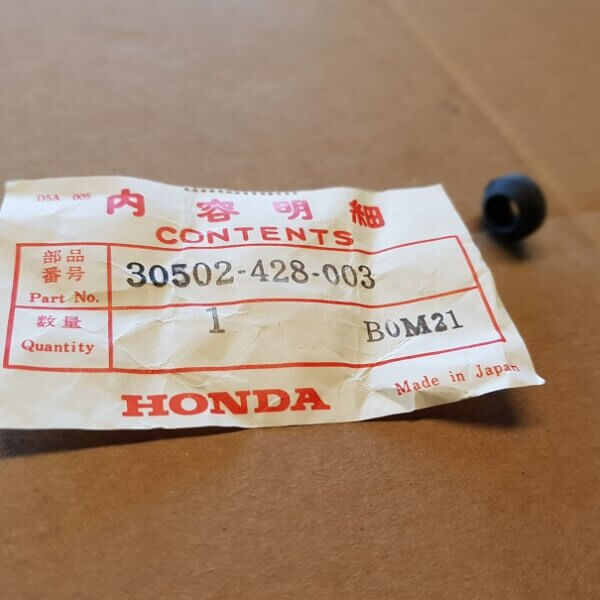 DSA 005
内容明細
CONTENTS
部品
番号
Part No.
30502-428-003
数量
Quantity
1
B0M21
HONDA
Made in Japan